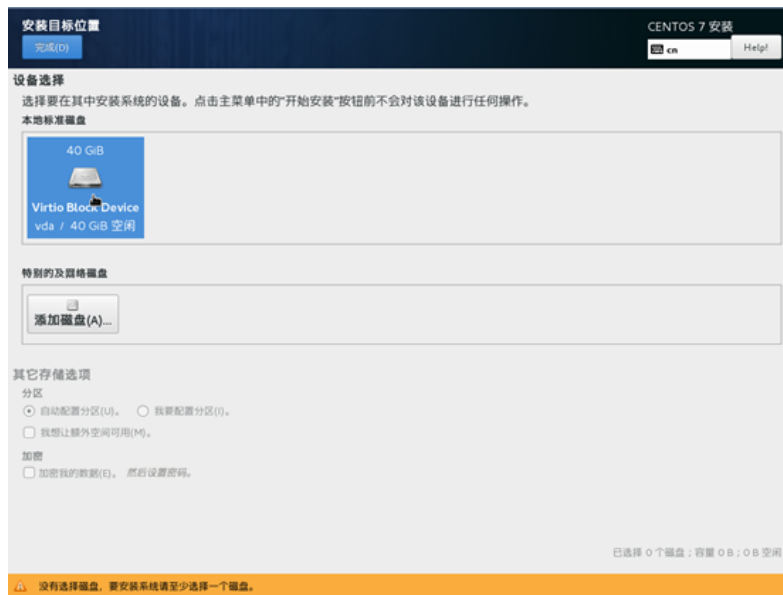 安装目标位置
CENTOS 7 安装
完成(D)
cn
Help!
设备选择
选择要在其中安装系统的设备。点击主菜单中的"开始安装"按钮前不会对该设备进行任何操作。
本地标准磁盘
40 GiB
Virtio Block Device
vda / 40 GiB 空闲
特别的及网络磁盘
添加磁盘(A)...
其它存储选项
分区
自动配置分区(U)。 我要配置分区(I)。
我想让额外空间可用(M)。
加密
加密我的数据(E)。 然后设置密码。
已选择 0 个磁盘；容量 0 B；0 B 空闲
没有选择磁盘，要安装系统请至少选择一个磁盘。